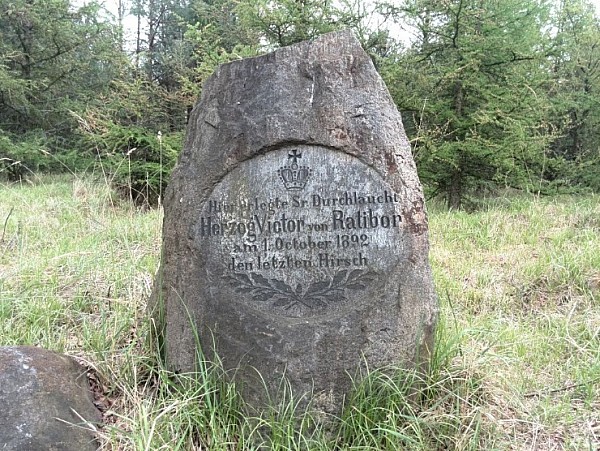 Hier erlegte Sr. Durchlaucht
Herzog Victor von Ratibor
am 1. October 1892
den letzten Hirsch